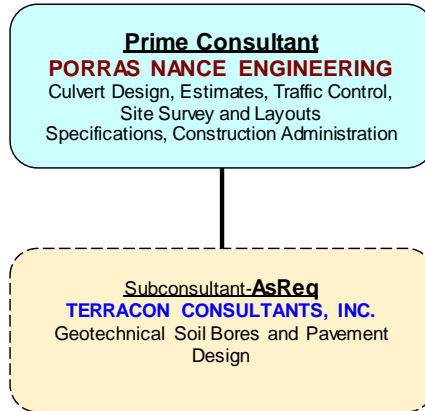 Prime Consultant
PORRAS NANCE ENGINEERING
Culvert Design, Estimates, Traffic Control,
Site Survey and Layouts
Specifications, Construction Administration
Subconsultant-AsReq
TERRACON CONSULTANTS, INC.
Geotechnical Soil Bores and Pavement
Design